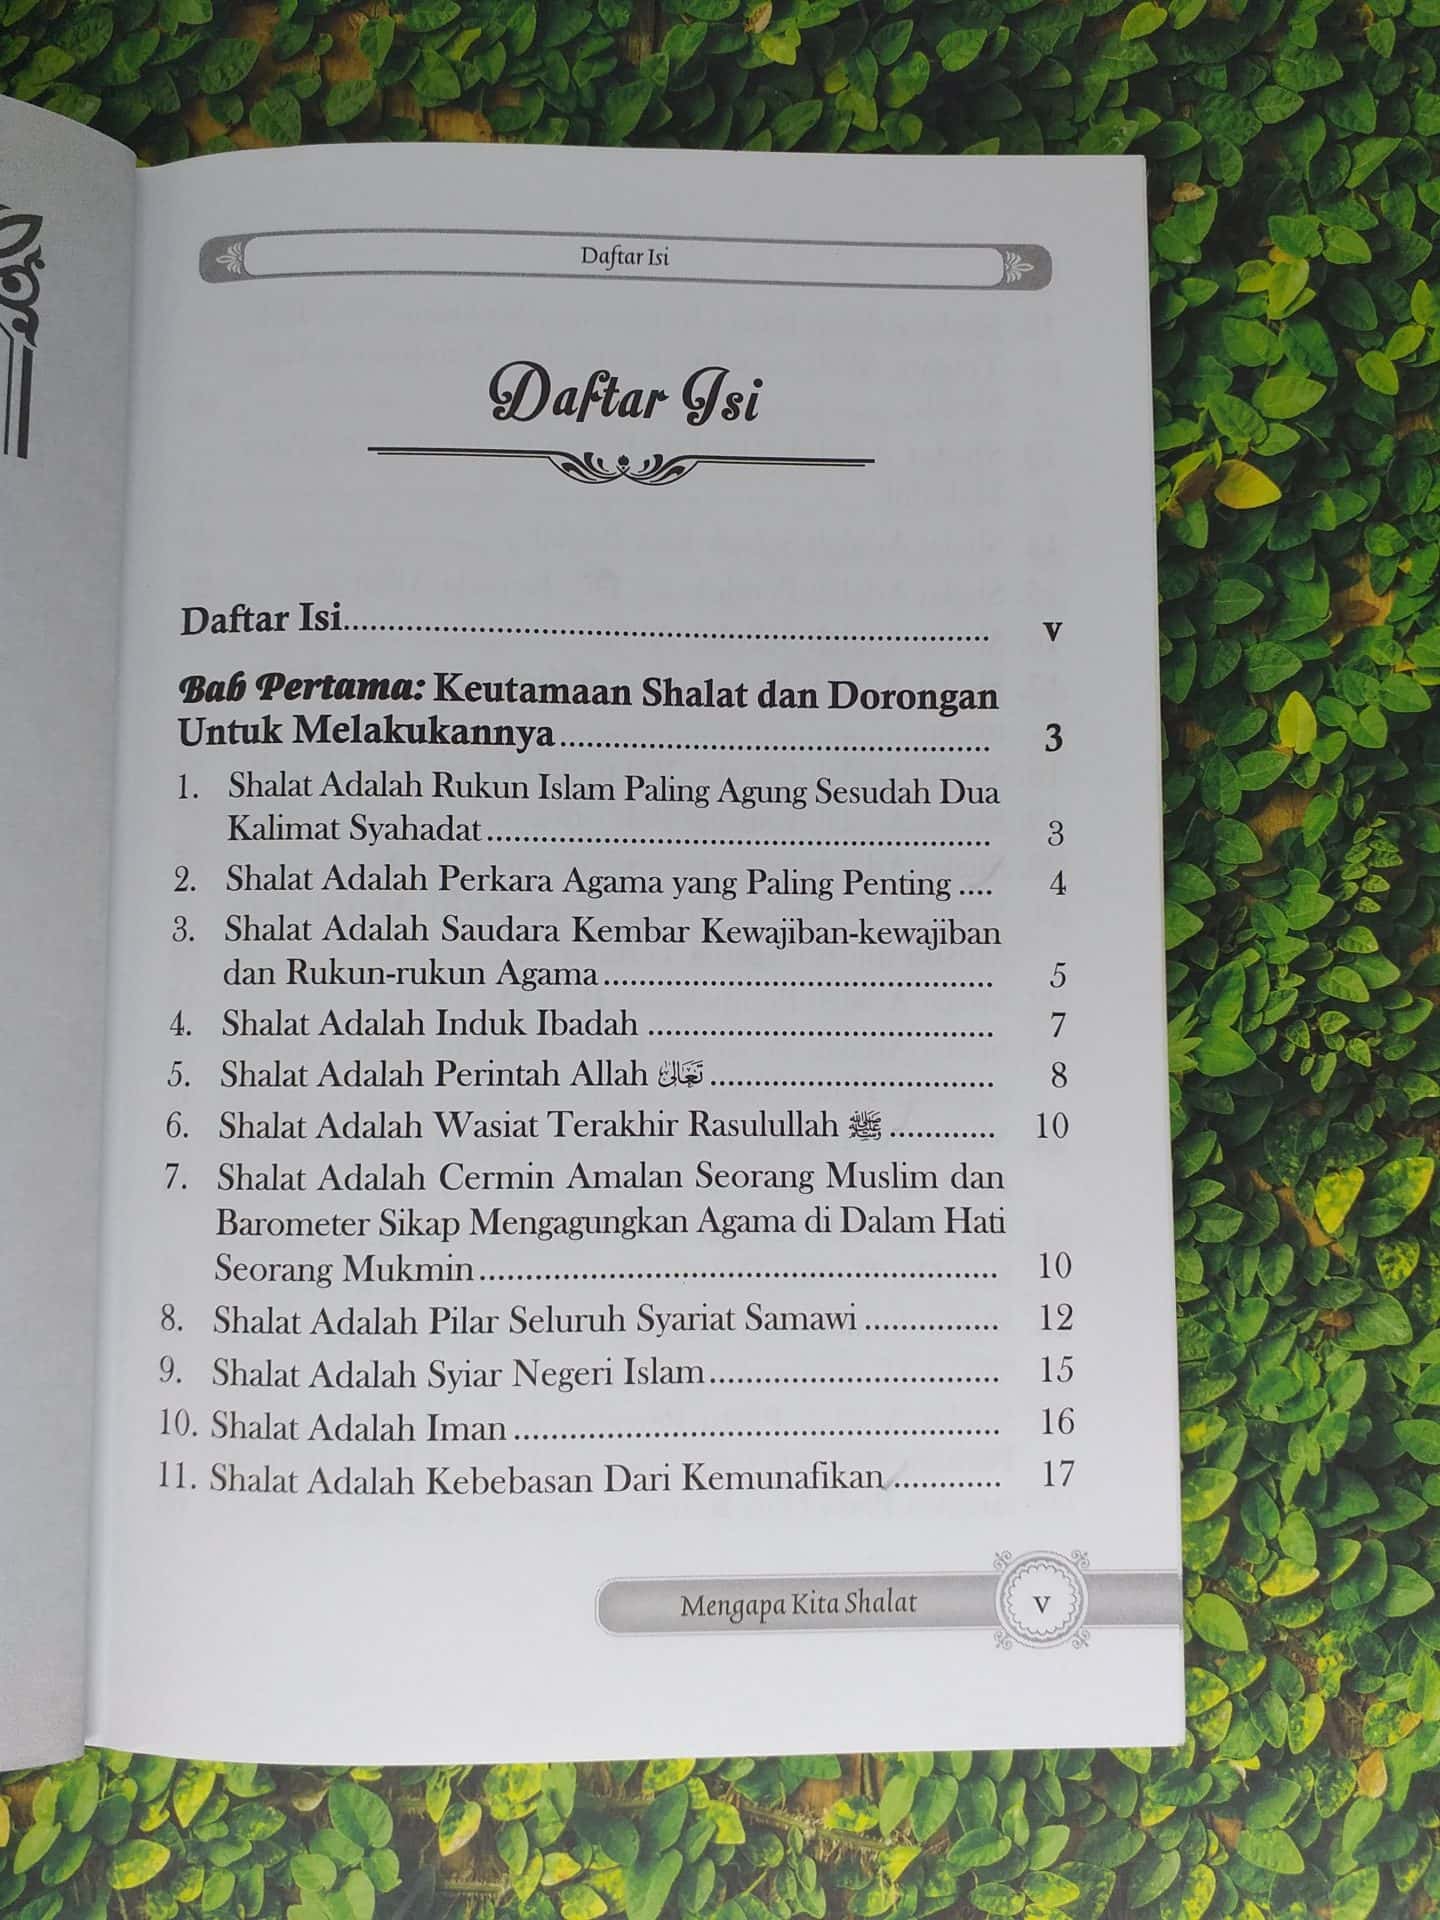 Daftar Isi
Daftar Isi
Daftar Isi.......................................................................... v
Bab Pertama: Keutamaan Shalat dan Dorongan
Untuk Melakukannya.................................................. 3
1. Shalat Adalah Rukun Islam Paling Agung Sesudah Dua
Kalimat Syahadat...................................................... 3
2. Shalat Adalah Perkara Agama yang Paling Penting .... 4
3. Shalat Adalah Saudara Kembar Kewajiban-kewajiban
dan Rukun-rukun Agama.......................................... 5
4. Shalat Adalah Induk Ibadah ..................................... 7
5. Shalat Adalah Perintah Allah تَعَالَى............................... 8
6. Shalat Adalah Wasiat Terakhir Rasulullah ﷺ............ 10
7. Shalat Adalah Cermin Amalan Seorang Muslim dan
Barometer Sikap Mengagungkan Agama di Dalam Hati
Seorang Mukmin........................................................ 10
8. Shalat Adalah Pilar Seluruh Syariat Samawi............... 12
9. Shalat Adalah Syiar Negeri Islam............................... 15
10. Shalat Adalah Iman .................................................... 16
11. Shalat Adalah Kebebasan Dari Kemunafikan............ 17
Mengapa Kita Shalat v